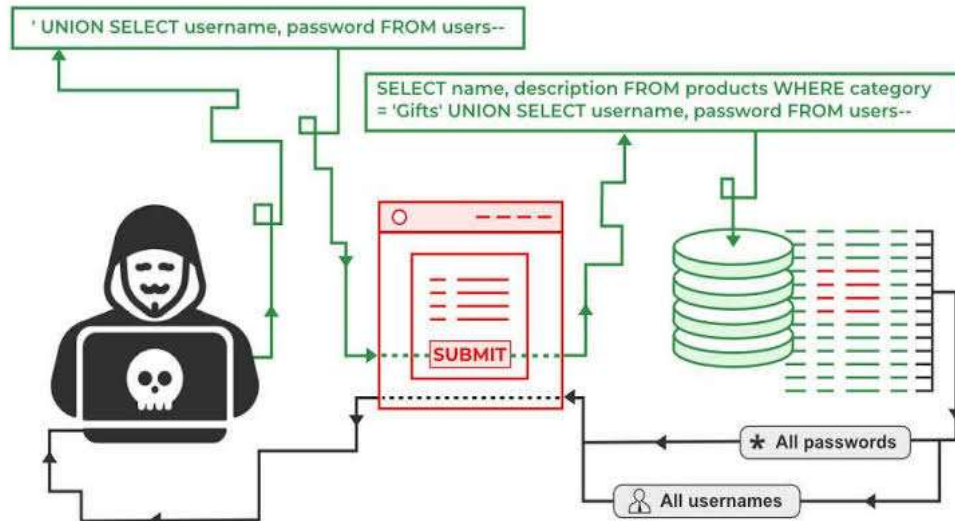 ' UNION SELECT username, password FROM users--
SELECT name, description FROM products WHERE category
= 'Gifts' UNION SELECT username, password FROM users--
SUBMIT
* All passwords
All usernames